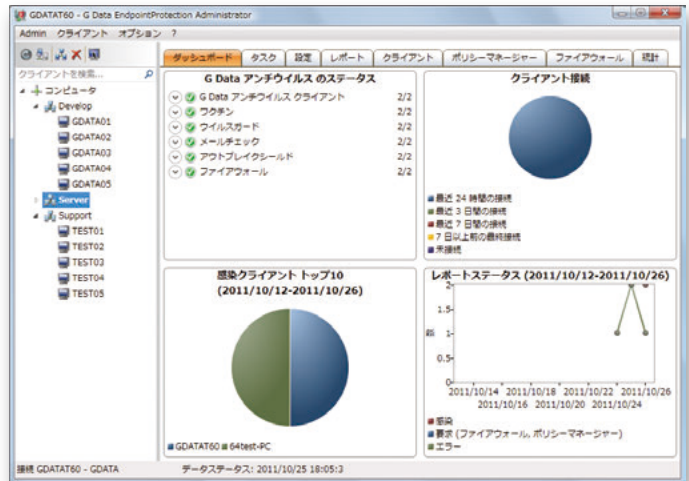 GDATAT60 - G Data EndpointProtection Administrator
Admin クライアント オプション ?
ダッシュボード タスク 設定 レポート クライアント ポリシーマネージャー ファイアウォール 統計
クライアントを検索...
コンピュータ
Develop
GDATA01
GDATA02
GDATA03
GDATA04
GDATA05
Server
Support
TEST01
TEST02
TEST03
TEST04
TEST05
G Data アンチウイルス のステータス
G Data アンチウイルス クライアント 2/2
ワクチン 2/2
ウイルスガード 2/2
メールチェック 2/2
アウトブレイクシールド 2/2
ファイアウォール 2/2
クライアント接続
最近 24 時間の接続
最近 3 日間の接続
最近 7 日間の接続
7 日以上前の最終接続
未接続
感染クライアント トップ10
(2011/10/12-2011/10/26)
GDATAT60 64test-PC
レポートステータス (2011/10/12-2011/10/26)
2
1.5
数 1
0.5
0
2011/10/14 2011/10/18 2011/10/22 2011/10/26
2011/10/16 2011/10/20 2011/10/24
感染
要求 (ファイアウォール, ポリシーマネージャー)
エラー
接続 GDATAT60 - GDATA データステータス: 2011/10/25 18:05:3